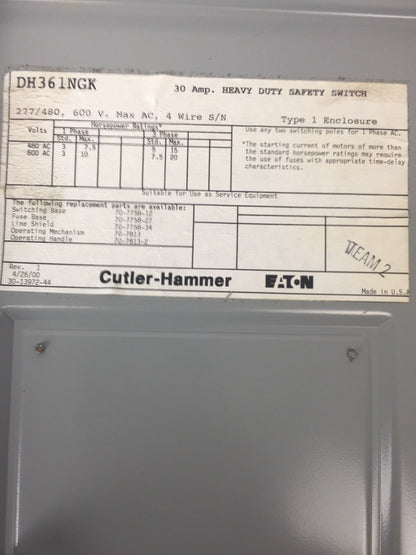 DH361NGK
30 Amp. HEAVY DUTY SAFETY SWITCH
277/480, 600 V. Max AC, 4 Wire S/N
Type 1 Enclosure
Horsepower Ratings*
Volts 1 Phase 3 Phase
Std. Max. Std. Max.
480 AC 3 7.5 5 15
600 AC 3 10 7.5 20
Use any two switching poles for 1 Phase AC.
*The starting current of motors of more than
the standard horsepower ratings may require
the use of fuses with appropriate time-delay
characteristics.
Suitable for Use as Service Equipment
The following replacement parts are available:
Switching Base 70-7758-12
Fuse Base 70-7758-27
Line Shield 70-7758-34
Operating Mechanism 70-7813
Operating Handle 70-7813-2
TEAM 2
Rev. 1
4/26/00
30-13972-44
Cutler-Hammer EATON
Made in U.S.A